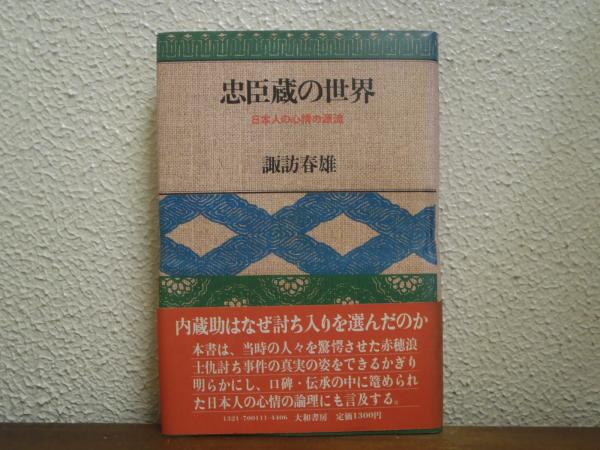 忠臣蔵の世界
日本人の心情の源流
諏訪春雄
内蔵助はなぜ討ち入りを選んだのか
本書は、当時の人々を驚愕させた赤穂浪
士仇討ち事件の真実の姿をできるかぎり
明らかにし、口碑・伝承の中に篭められ
た日本人の心情の論理にも言及する。
1321-700111-4406 大和書房 定価1300円